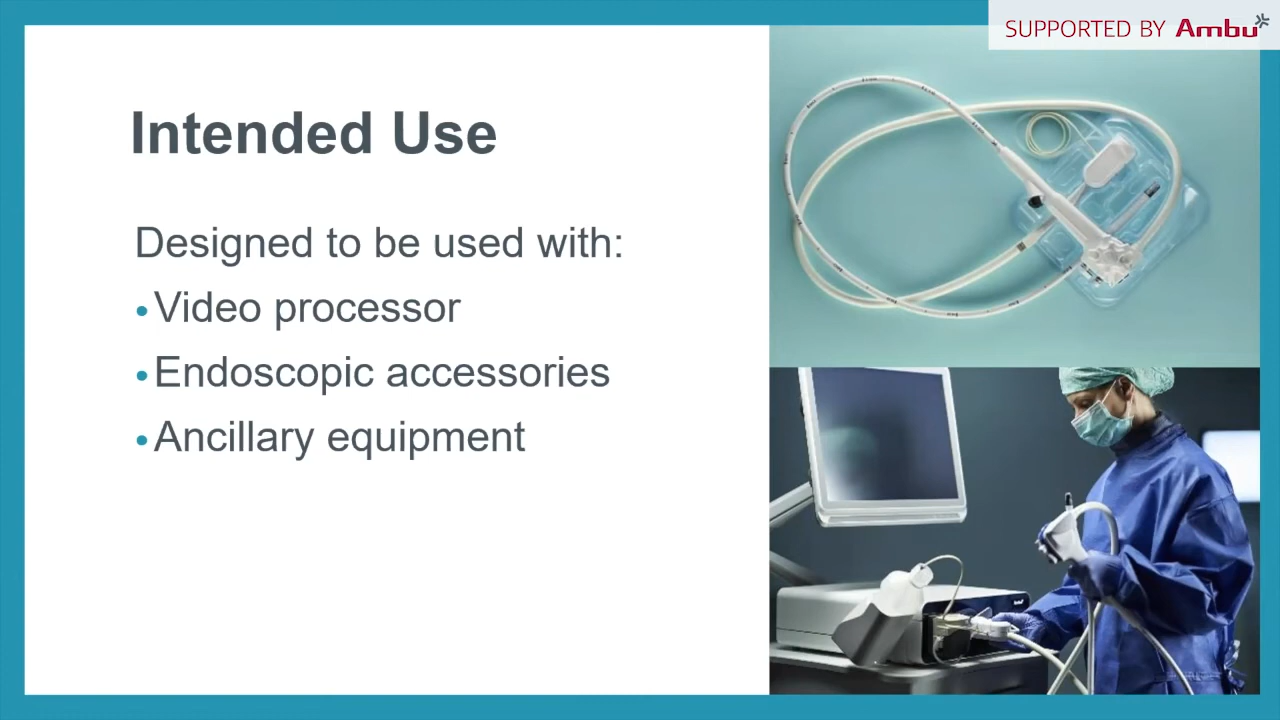 SUPPORTED BY Ambu
Intended Use
Designed to be used with:
•Video processor
•Endoscopic accessories
•Ancillary equipment